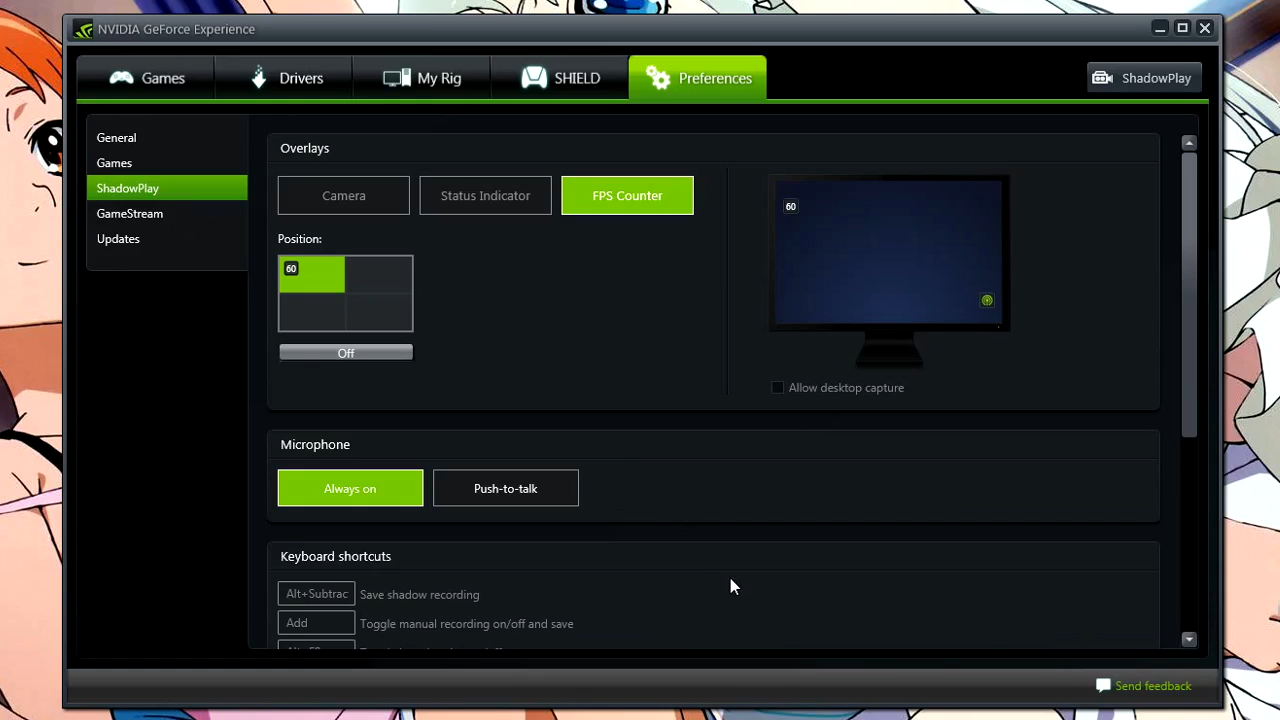 NVIDIA GeForce Experience
Games
Drivers
My Rig
SHIELD
Preferences
ShadowPlay
General
Games
ShadowPlay
GameStream
Updates
Overlays
Camera
Status Indicator
FPS Counter
Position:
60
Off
60
Allow desktop capture
Microphone
Always on
Push-to-talk
Keyboard shortcuts
Alt+Subtrac
Save shadow recording
Add
Toggle manual recording on/off and save
Send feedback